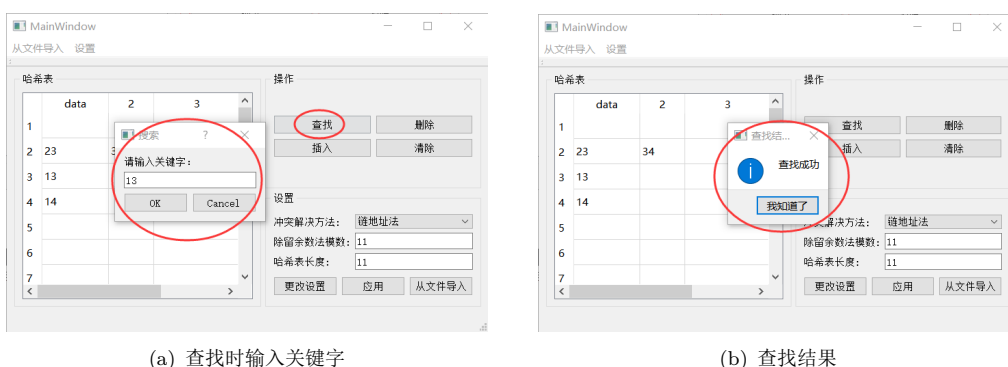 MainWindow
从文件导入 设置
哈希表
data 2 3
1
2 23 3
3 13
4 14
5
6
7
搜索 ?
请输入关键字:
13
OK Cancel
操作
查找 删除
插入 清除
设置
冲突解决方法: 链地址法
除留余数法模数: 11
哈希表长度: 11
更改设置 应用 从文件导入
(a) 查找时输入关键字
MainWindow
从文件导入 设置
哈希表
data 2 3
1
2 23 34
3 13
4 14
5
6
7
查找结...
查找成功
我知道了
操作
查找 删除
插入 清除
突解决方法: 链地址法
除留余数法模数: 11
哈希表长度: 11
更改设置 应用 从文件导入
(b) 查找结果